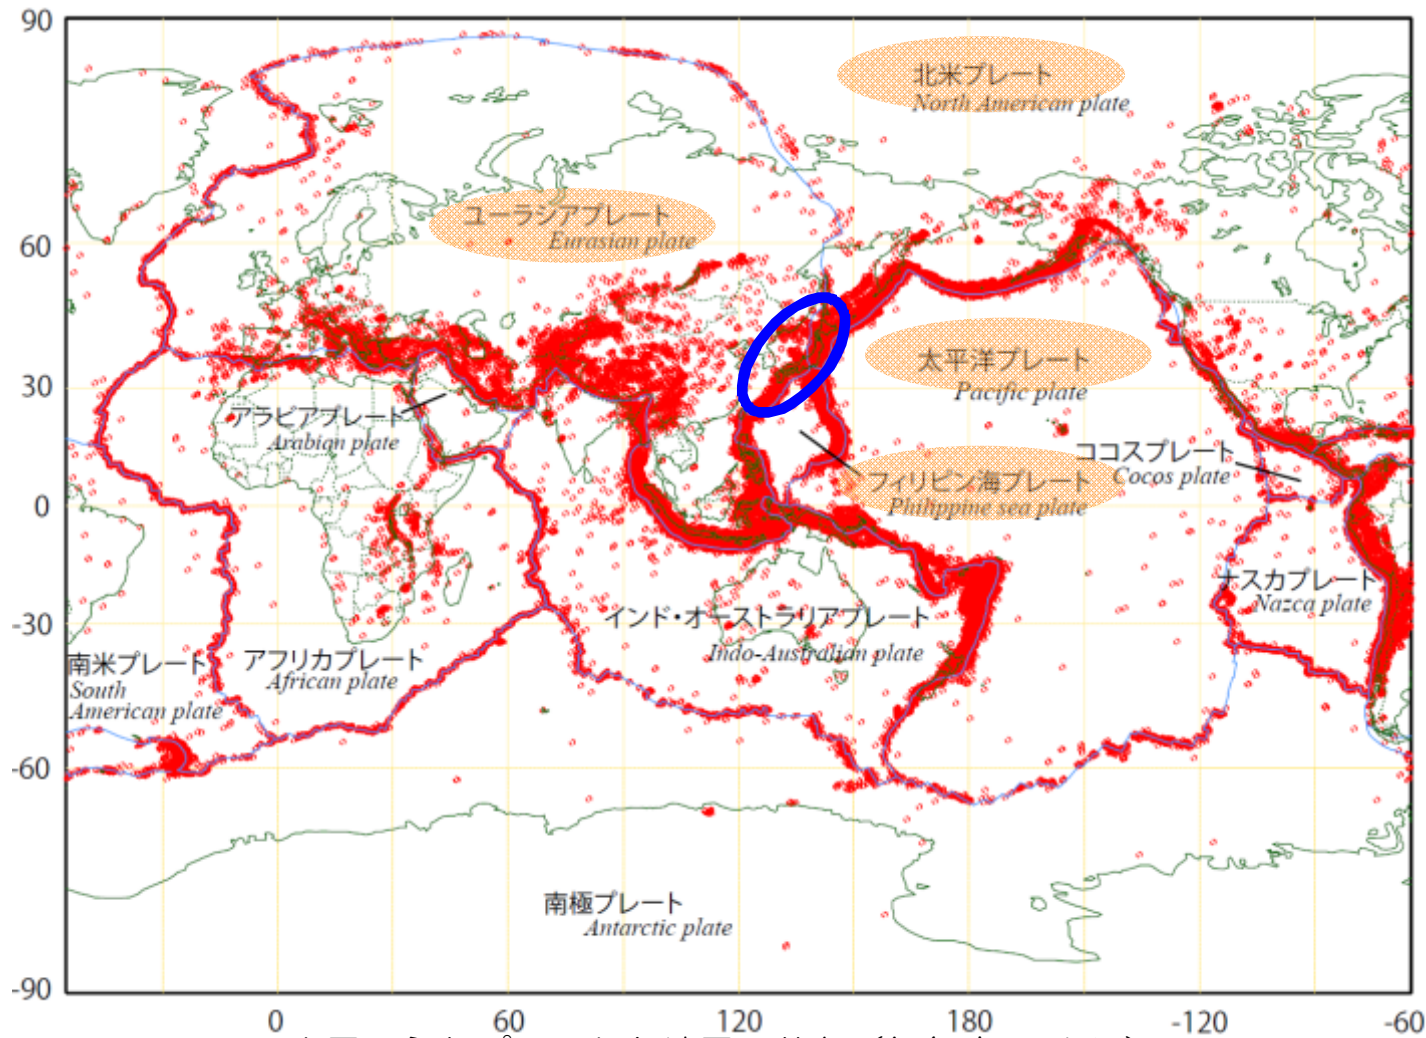 90
北米プレート
North American plate
ユーラシアプレート
Eurasian plate
60
太平洋プレート
Pacific plate
30
アラビアプレート
Arabian plate
ココスプレート
Cocos plate
フィリピン海プレート
Philippine sea plate
0
ナスカプレート
Nazca plate
インド・オーストラリアプレート
Indo-Australian plate
-30
南米プレート
South
American plate
アフリカプレート
African plate
-60
南極プレート
Antarctic plate
-90
0 60 120 180 -120 -60